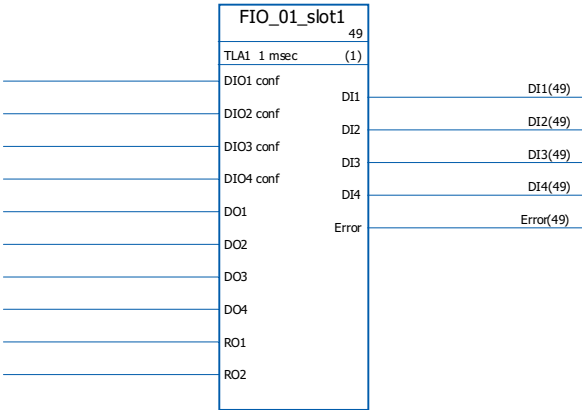 FIO_01_slot1
49
TLA1 1 msec (1)
DIO1 conf
DI1 DI1(49)
DIO2 conf
DI2 DI2(49)
DIO3 conf
DI3 DI3(49)
DIO4 conf
DI4 DI4(49)
DO1
Error Error(49)
DO2
DO3
DO4
RO1
RO2